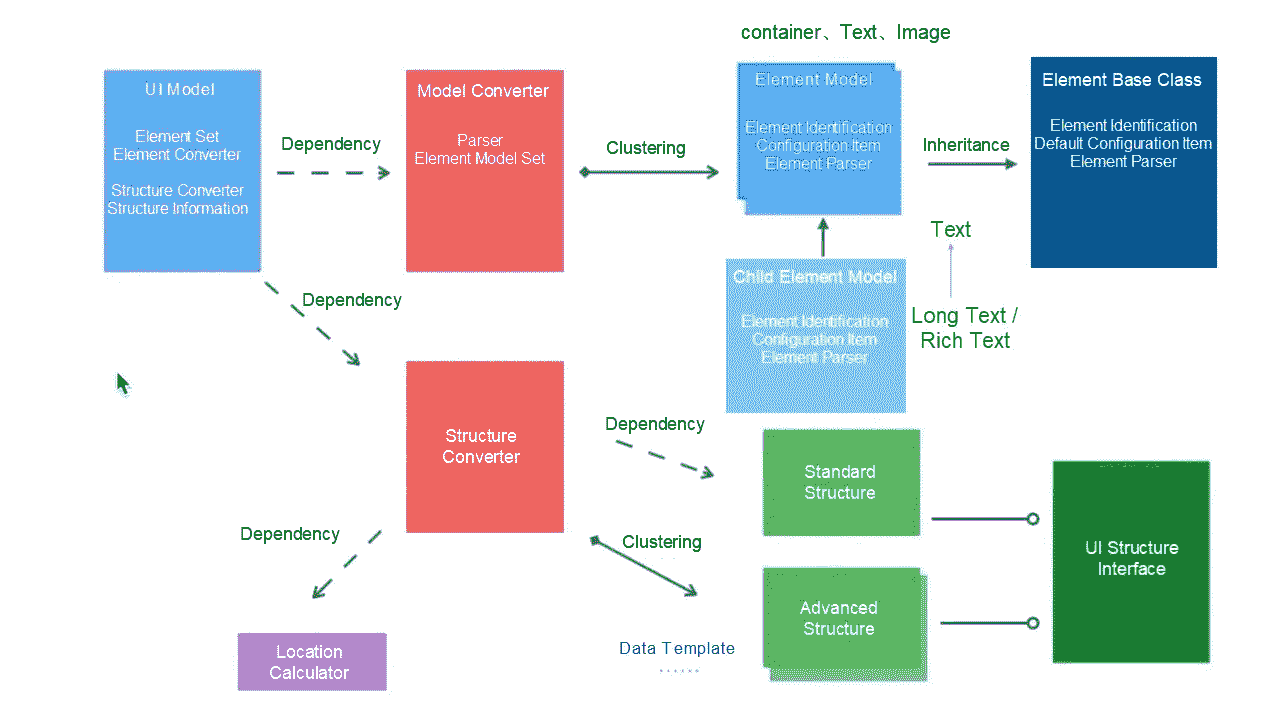 container、Text、Image
UI Model
Element Set
Element Converter
Structure Converter
Structure Information
Dependency
Model Converter
Parser
Element Model Set
Clustering
Element Model
Element Identification
Configuration Item
Element Parser
Inheritance
Element Base Class
Element Identification
Default Configuration Item
Element Parser
Text
Long Text /
Rich Text
Child Element Model
Element Identification
Configuration Item
Element Parser
Dependency
Structure
Converter
Dependency
Standard
Structure
Dependency
Clustering
UI Structure
Interface
Advanced
Structure
Location
Calculator
Data Template
······